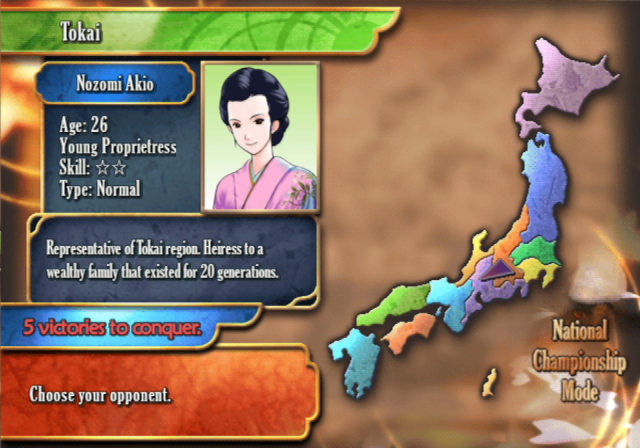 Tokai
Nozomi Akio
Age: 26
Young Proprietress
Skill: ☆☆
Type: Normal
Representative of Tokai region. Heiress to a
wealthy family that existed for 20 generations.
5 victories to conquer.
Choose your opponent.
National
Championship
Mode